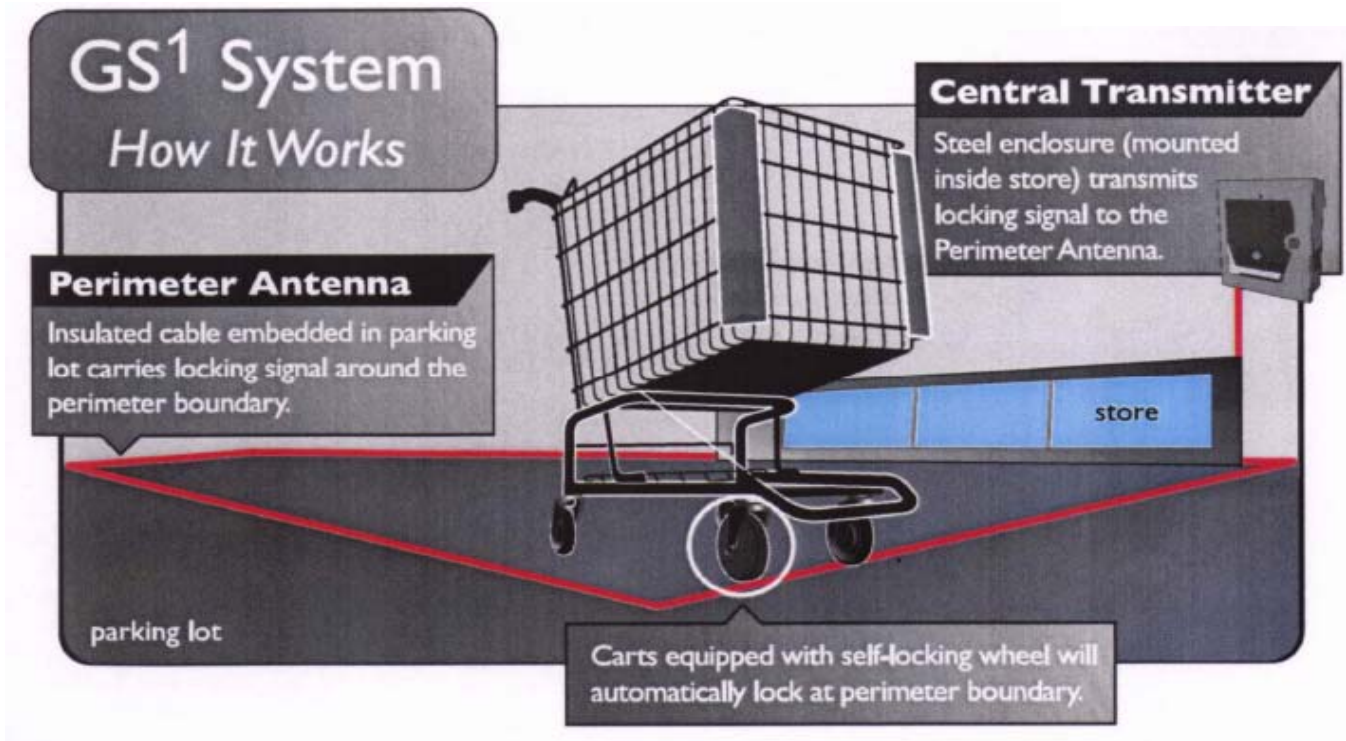 GS¹ System
How It Works
Central Transmitter
Steel enclosure (mounted
inside store) transmits
locking signal to the
Perimeter Antenna.
Perimeter Antenna
Insulated cable embedded in parking
lot carries locking signal around the
perimeter boundary.
store
parking lot
Carts equipped with self-locking wheel will
automatically lock at perimeter boundary.